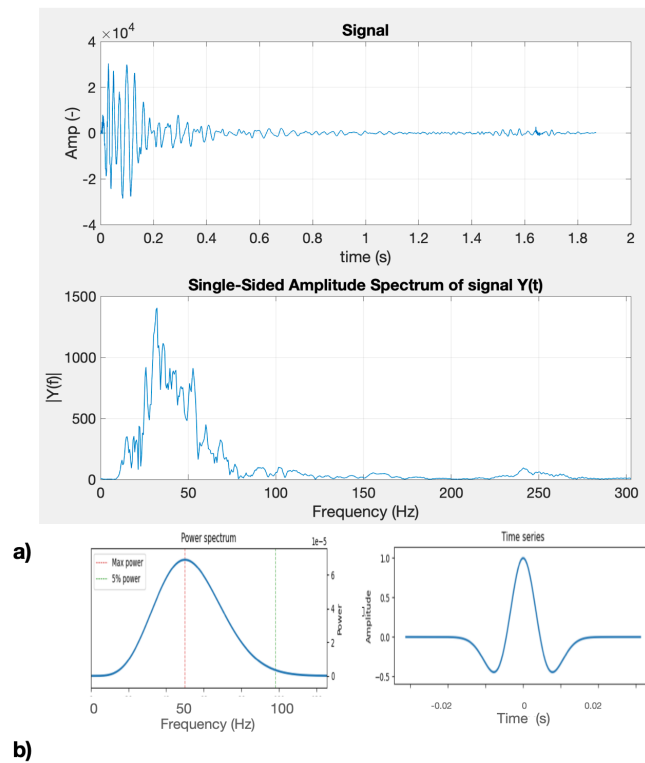 Signal
×10⁴
4
2
0
-2
-4
Amp (-)
0 0.2 0.4 0.6 0.8 1 1.2 1.4 1.6 1.8 2
time (s)
Single-Sided Amplitude Spectrum of signal Y(t)
1500
1000
500
0
|Y(f)|
0 50 100 150 200 250 300
Frequency (Hz)
a)
Power spectrum
1e-5
Max power
5% power
6
4
2
0
Power
0 50 100
Frequency (Hz)
Time series
1.0
0.5
0.0
-0.5
Amplitude
-0.02 0 0.02
Time (s)
b)